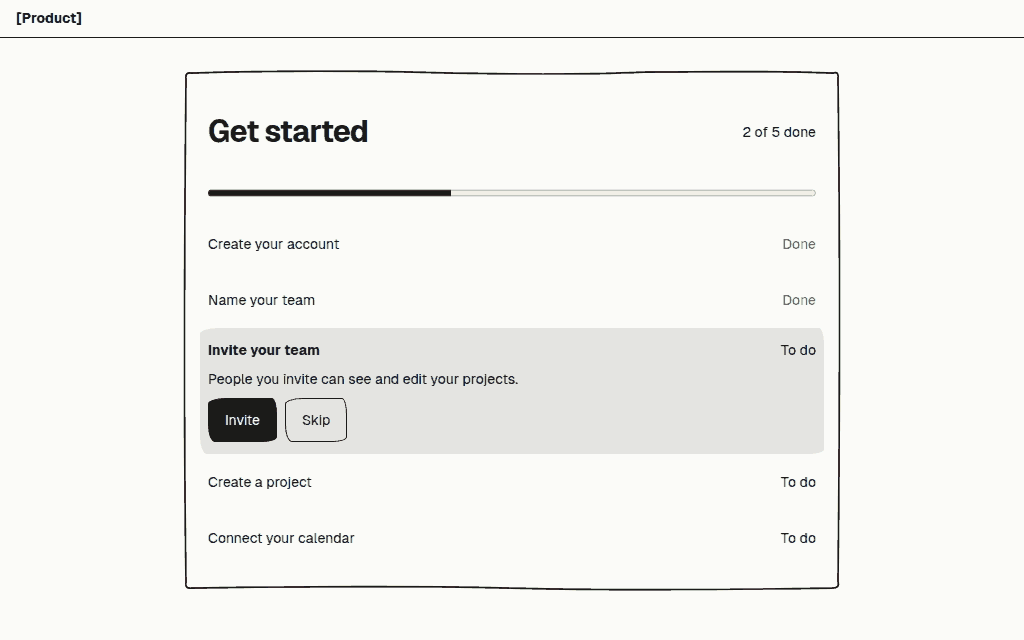 [Product]
Get started
2 of 5 done
Create your account
Done
Name your team
Done
Invite your team
To do
People you invite can see and edit your projects.
Invite
Skip
Create a project
To do
Connect your calendar
To do